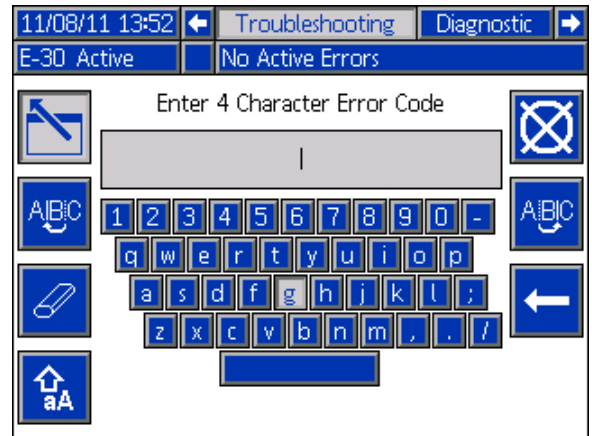 11/08/11 13:52 Troubleshooting Diagnostic
E-30 Active No Active Errors
Enter 4 Character Error Code
ABC ABC
1 2 3 4 5 6 7 8 9 0 -
q w e r t y u i o p
a s d f g h j k l ;
z x c v b n m , . /
aA